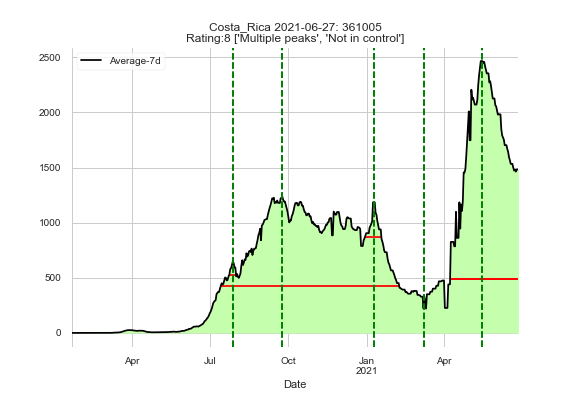 Costa_Rica 2021-06-27: 361005
Rating:8 ['Multiple peaks', 'Not in control']
Average-7d
2500
2000
1500
1000
500
0
Apr
Jul
Oct
Jan
2021
Apr
Date